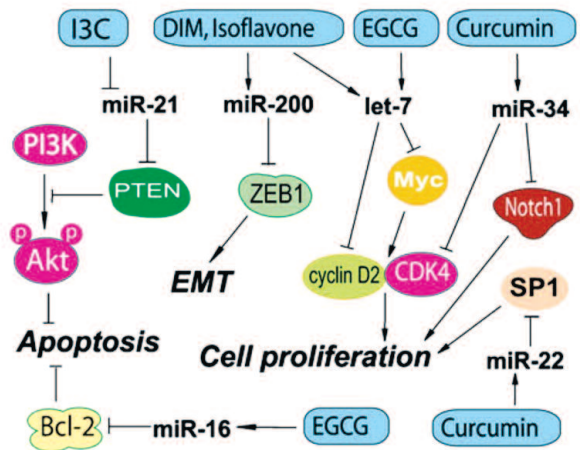 I3C
DIM, Isoflavone
EGCG
Curcumin
miR-21
miR-200
let-7
miR-34
PI3K
PTEN
ZEB1
Myc
Notch1
p
p
Akt
EMT
cyclin D2
CDK4
SP1
Apoptosis
Cell proliferation
miR-22
Bcl-2
miR-16
EGCG
Curcumin